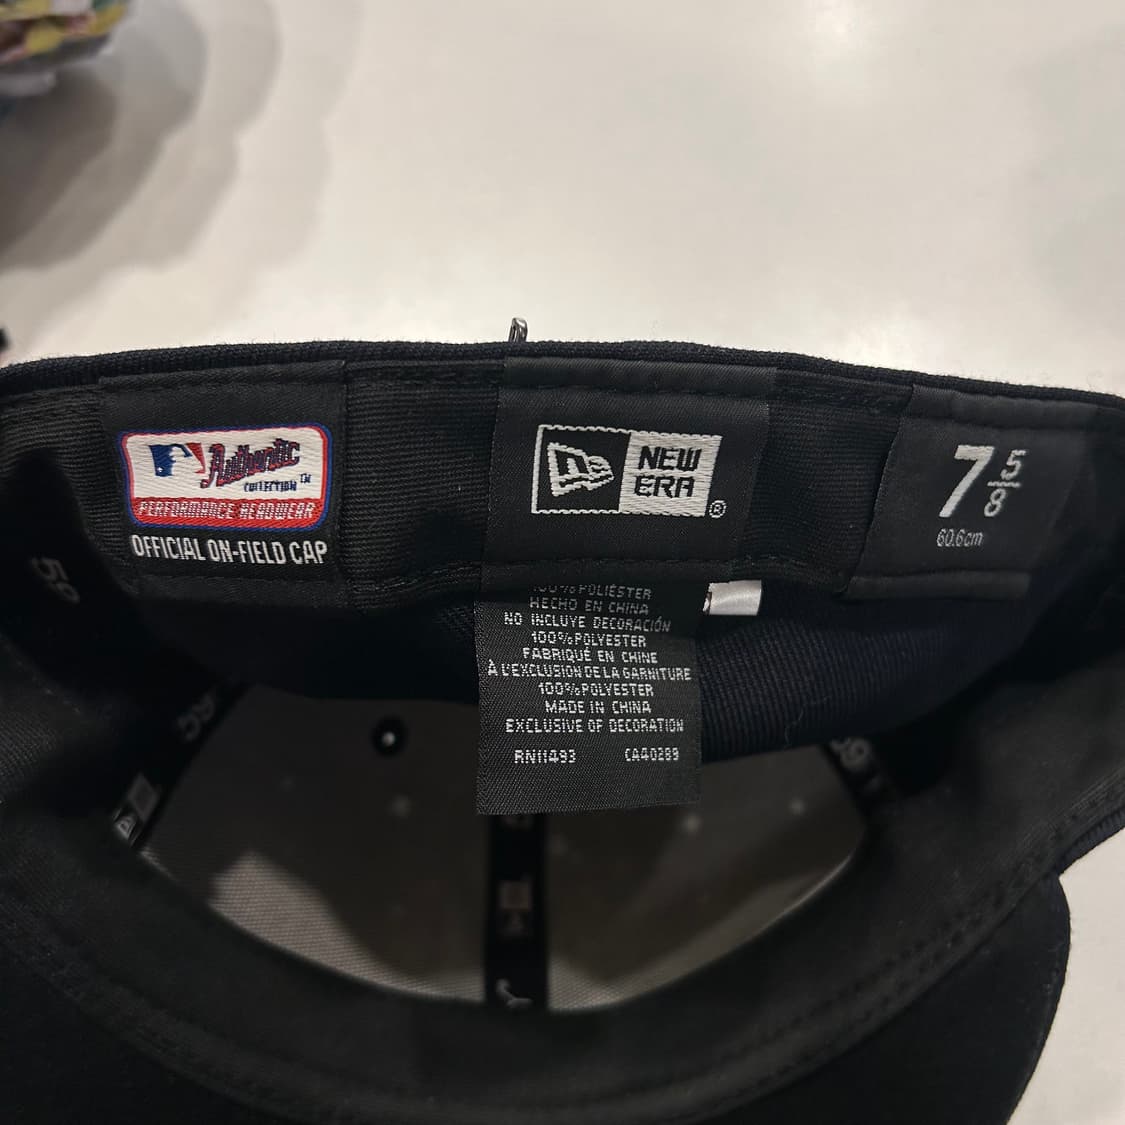 Authentic
COLLECTION™
PERFORMANCE HEADWEAR
OFFICIAL ON-FIELD CAP
NEW
ERA®
7 5/8
60.6cm
100% POLIÉSTER
HECHO EN CHINA
NO INCLUYE DECORACIÓN
100% POLYESTER
FABRIQUÉ EN CHINE
À L'EXCLUSION DE LA GARNITURE
100% POLYESTER
MADE IN CHINA
EXCLUSIVE OF DECORATION
RN11493 CA40289
59